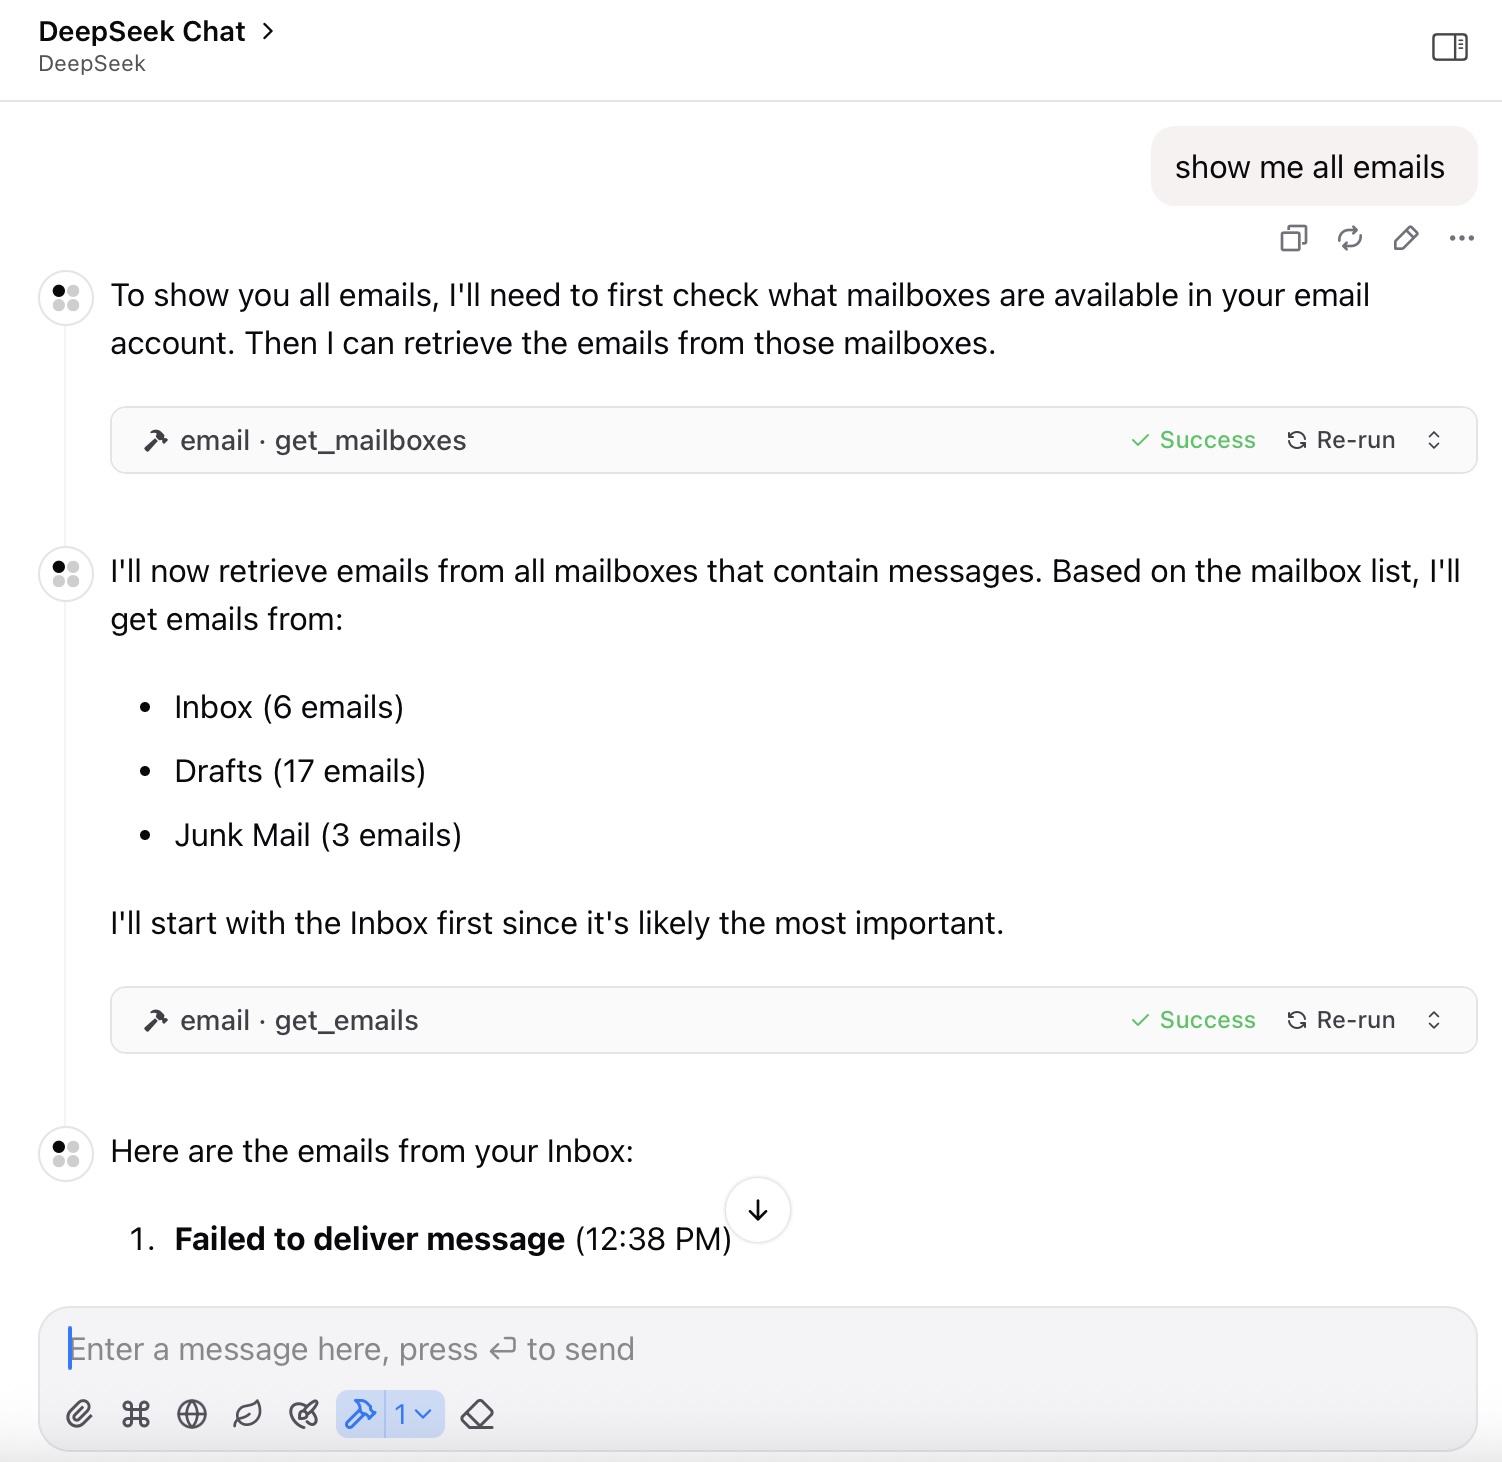 DeepSeek Chat
DeepSeek
show me all emails
To show you all emails, I'll need to first check what mailboxes are available in your email
account. Then I can retrieve the emails from those mailboxes.
email · get_mailboxes Success Re-run
I'll now retrieve emails from all mailboxes that contain messages. Based on the mailbox list, I'll
get emails from:
• Inbox (6 emails)
• Drafts (17 emails)
• Junk Mail (3 emails)
I'll start with the Inbox first since it's likely the most important.
email · get_emails Success Re-run
Here are the emails from your Inbox:
1. Failed to deliver message (12:38 PM)
Enter a message here, press ↵ to send
1